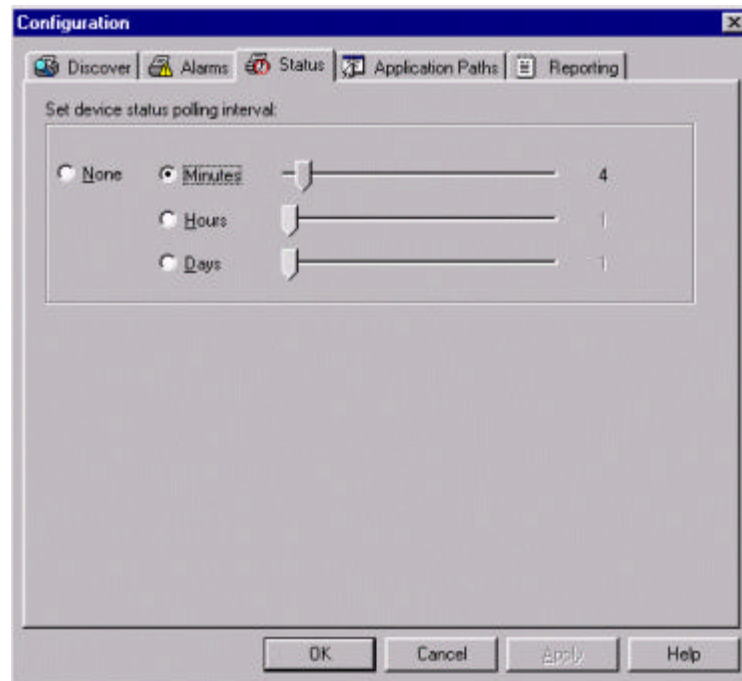 Configuration
Discover Alarms Status Application Paths Reporting
Set device status polling interval:
None Minutes 4
Hours 1
Days 1
OK Cancel Apply Help